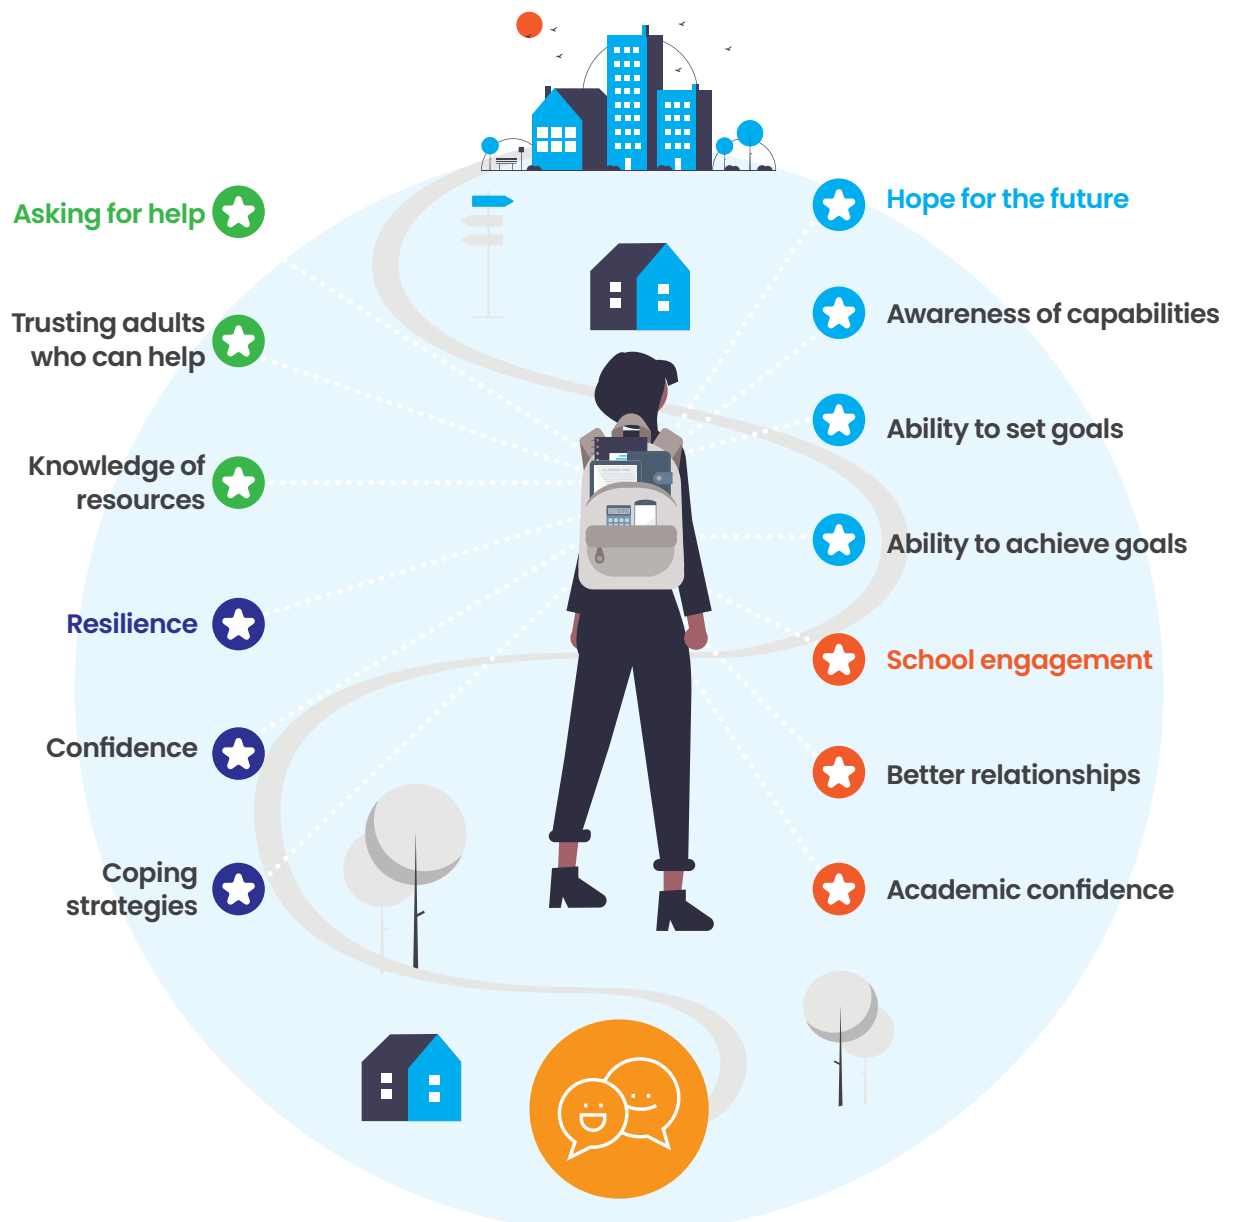 Asking for help
Trusting adults
who can help
Knowledge of
resources
Resilience
Confidence
Coping
strategies
Hope for the future
Awareness of capabilities
Ability to set goals
Ability to achieve goals
School engagement
Better relationships
Academic confidence